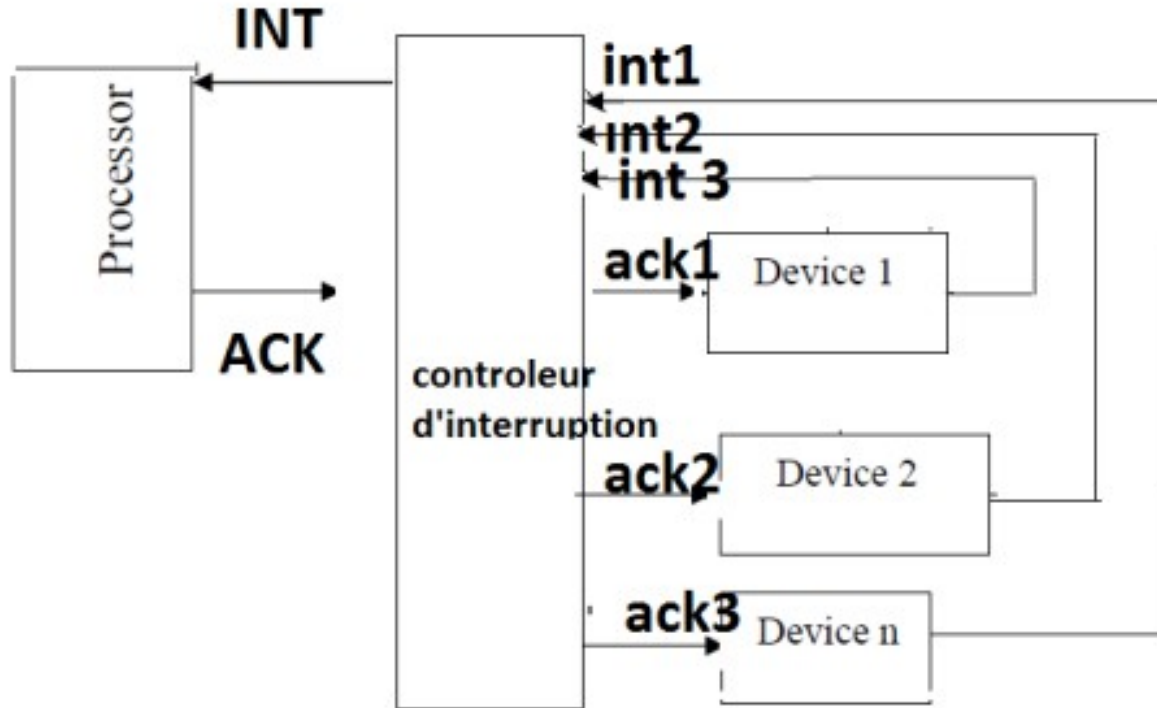 INT
Processor
ACK
controleur
d'interruption
int1
int2
int 3
ack1
Device 1
ack2
Device 2
ack3
Device n